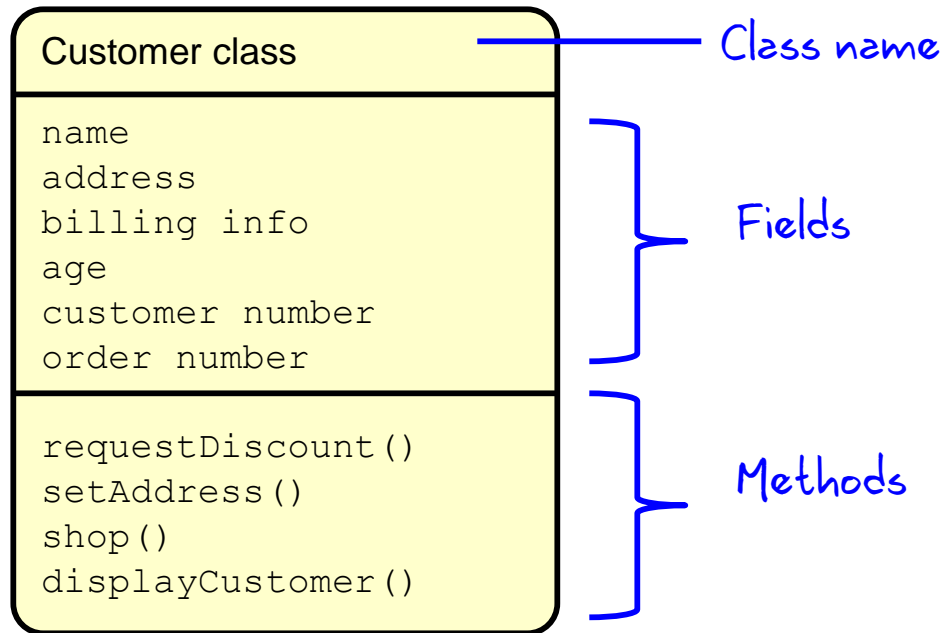 Customer class
Class name
name
address
billing info
age
customer number
order number
Fields
requestDiscount()
setAddress()
shop()
displayCustomer()
Methods